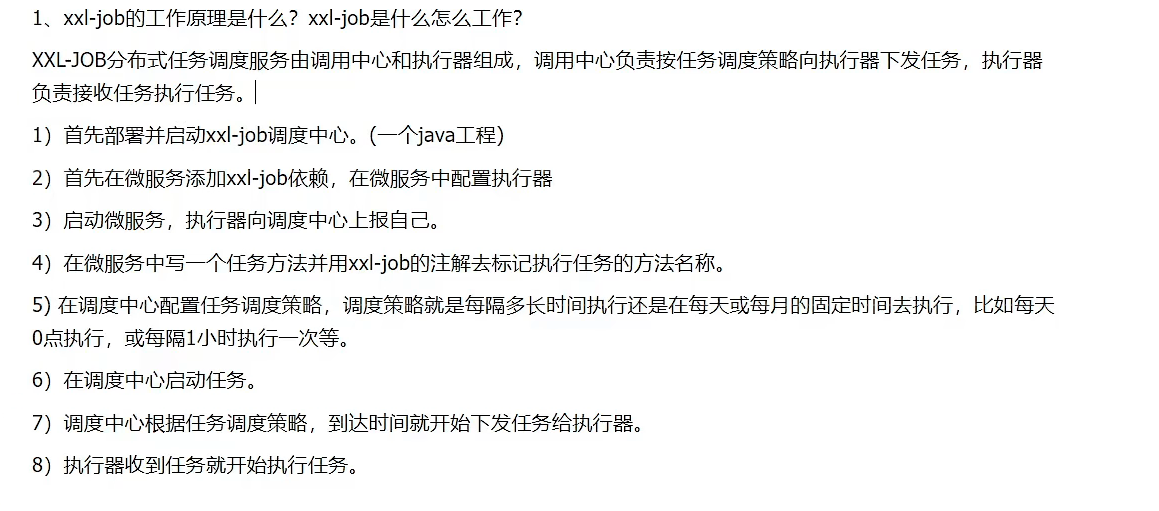 1、xxl-job的工作原理是什么？xxl-job是什么怎么工作？
XXL-JOB分布式任务调度服务由调用中心和执行器组成，调用中心负责按任务调度策略向执行器下发任务，执行器
负责接收任务执行任务。
1）首先部署并启动xxl-job调度中心。(一个java工程)
2）首先在微服务添加xxl-job依赖，在微服务中配置执行器
3）启动微服务，执行器向调度中心上报自己。
4）在微服务中写一个任务方法并用xxl-job的注解去标记执行任务的方法名称。
5) 在调度中心配置任务调度策略，调度策略就是每隔多长时间执行还是在每天或每月的固定时间去执行，比如每天
0点执行，或每隔1小时执行一次等。
6）在调度中心启动任务。
7）调度中心根据任务调度策略，到达时间就开始下发任务给执行器。
8）执行器收到任务就开始执行任务。